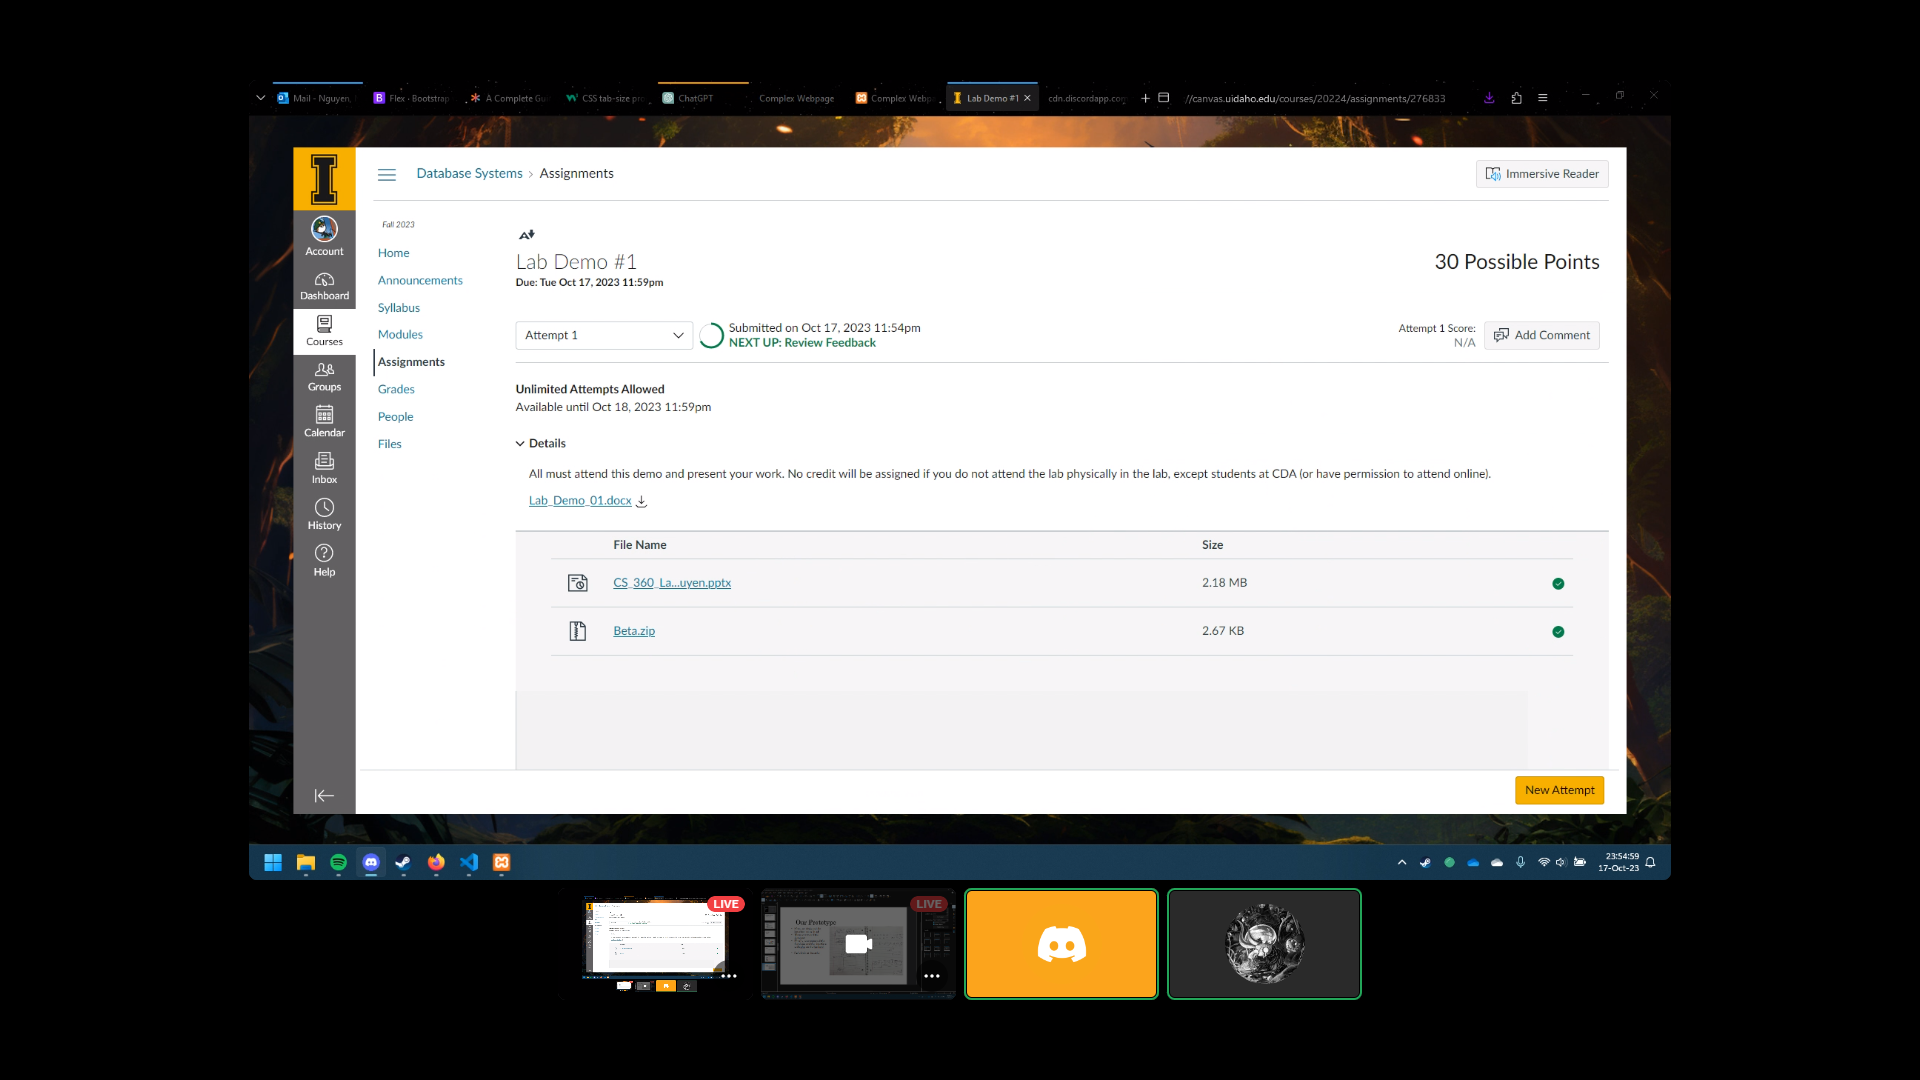 Mail - Nguyen,
Flex · Bootstrap
A Complete Gui
CSS tab-size pro
ChatGPT
Complex Webpage
Complex Webp
Lab Demo #1
cdn.discordapp.com
//canvas.uidaho.edu/courses/20224/assignments/276833
Database Systems › Assignments
Immersive Reader
Account
Dashboard
Courses
Groups
Calendar
Inbox
History
Help
Fall 2023
Home
Announcements
Syllabus
Modules
Assignments
Grades
People
Files
Lab Demo #1
30 Possible Points
Due: Tue Oct 17, 2023 11:59pm
Attempt 1
Submitted on Oct 17, 2023 11:54pm
NEXT UP: Review Feedback
Attempt 1 Score:
N/A
Add Comment
Unlimited Attempts Allowed
Available until Oct 18, 2023 11:59pm
Details
All must attend this demo and present your work. No credit will be assigned if you do not attend the lab physically in the lab, except students at CDA (or have permission to attend online).
Lab_Demo_01.docx
File Name Size
CS_360_La...uyen.pptx 2.18 MB
Beta.zip 2.67 KB
New Attempt
23:54:59
17-Oct-23
LIVE
LIVE
Our Prototype